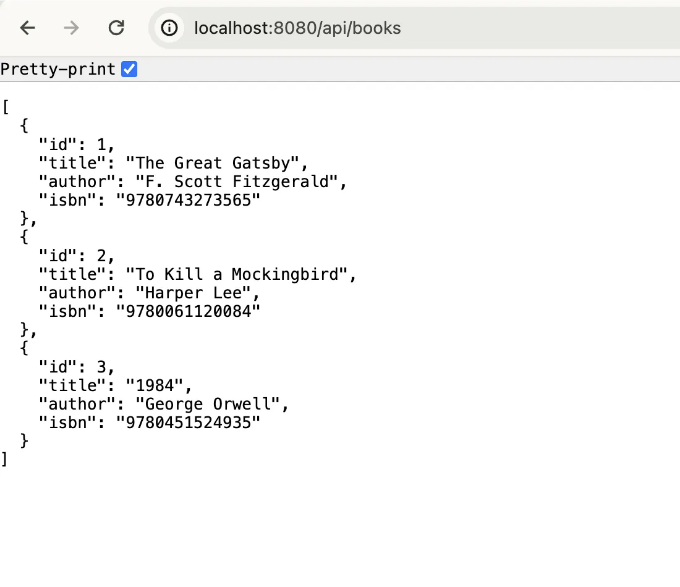 localhost:8080/api/books
Pretty-print
[
  {
    "id": 1,
    "title": "The Great Gatsby",
    "author": "F. Scott Fitzgerald",
    "isbn": "9780743273565"
  },
  {
    "id": 2,
    "title": "To Kill a Mockingbird",
    "author": "Harper Lee",
    "isbn": "9780061120084"
  },
  {
    "id": 3,
    "title": "1984",
    "author": "George Orwell",
    "isbn": "9780451524935"
  }
]